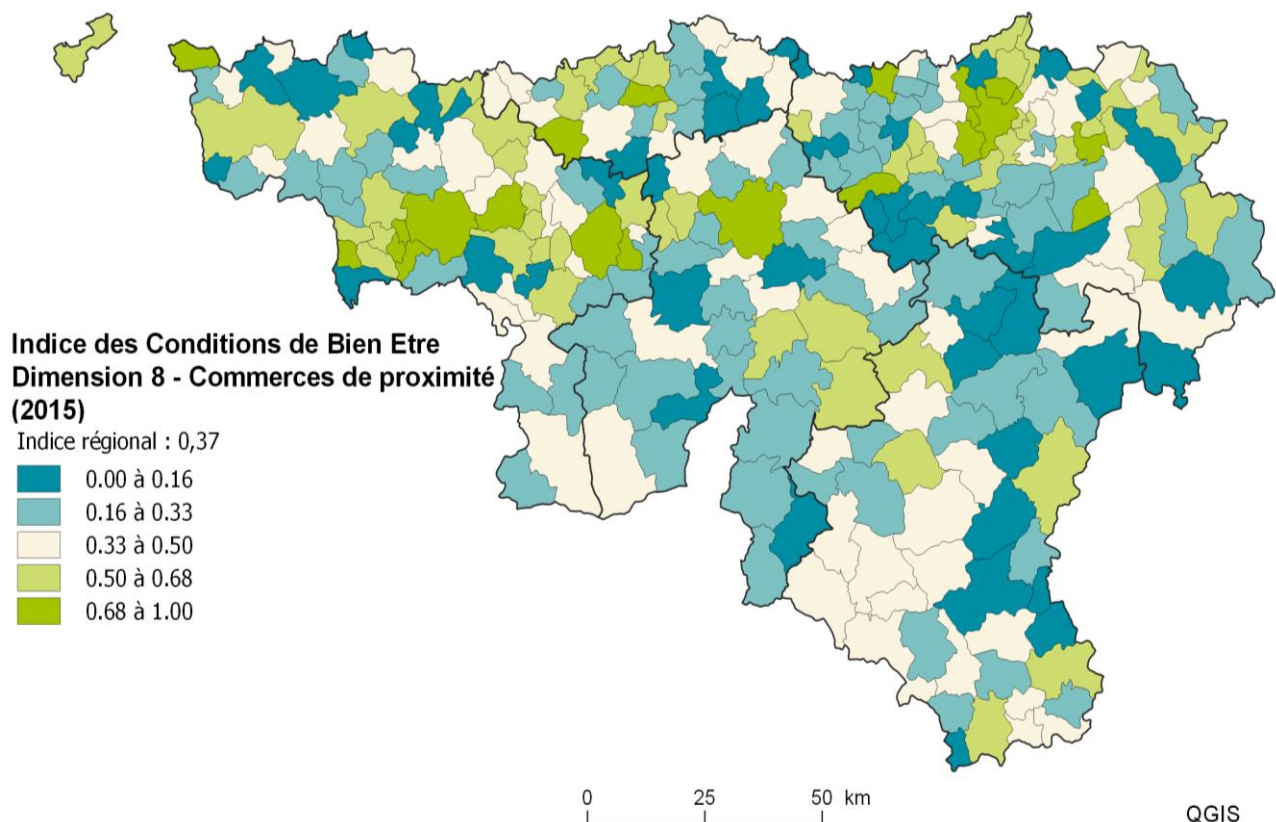 Indice des Conditions de Bien Etre
Dimension 8 - Commerces de proximité
(2015)
Indice régional : 0,37
0.00 à 0.16
0.16 à 0.33
0.33 à 0.50
0.50 à 0.68
0.68 à 1.00
0 25 50 km
QGIS